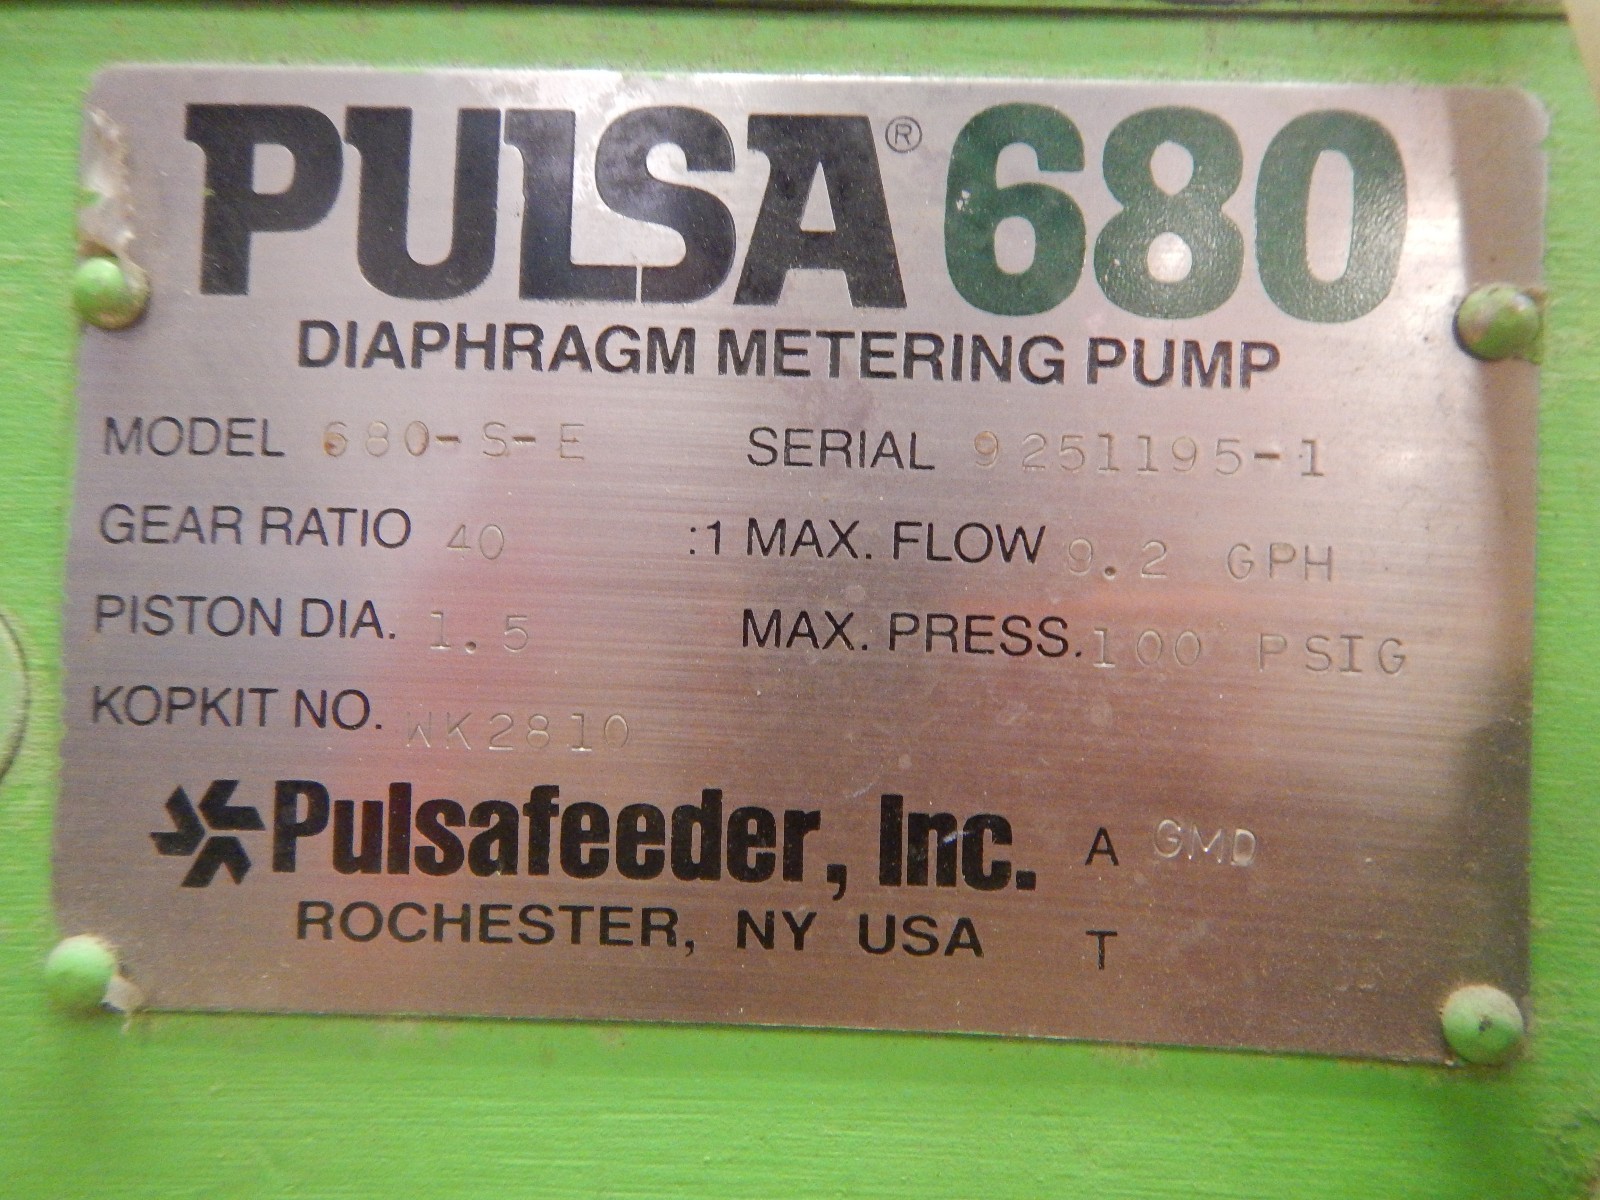 PULSA® 680
DIAPHRAGM METERING PUMP
MODEL 680-S-E SERIAL 9251195-1
GEAR RATIO 40 :1 MAX. FLOW 9.2 GPH
PISTON DIA. 1.5 MAX. PRESS. 100 PSIG
KOPKIT NO. WK2810
Pulsafeeder, Inc. A GMD
ROCHESTER, NY USA T